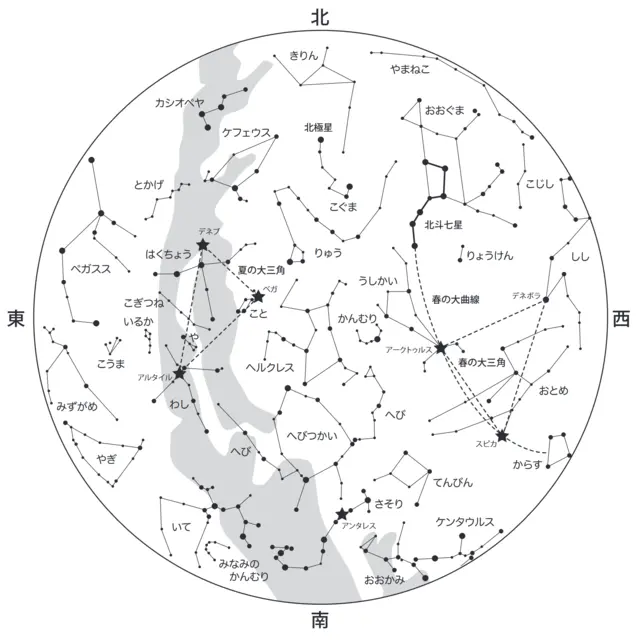 北
きりん
やまねこ
カシオペヤ
おおぐま
ケフェウス
北極星
とかげ
こじし
こぐま
デネブ
北斗七星
はくちょう
りゅう
りょうけん
しし
ペガスス
夏の大三角
うしかい
ベガ
春の大曲線
デネボラ
こぎつね
こと
東
いるか
かんむり
西
や
アークトゥルス
こうま
ヘルクレス
春の大三角
アルタイル
おとめ
みずがめ
わし
へび
へびつかい
スピカ
へび
からす
やぎ
てんびん
さそり
いて
アンタレス
ケンタウルス
みなみの
かんむり
おおかみ
南